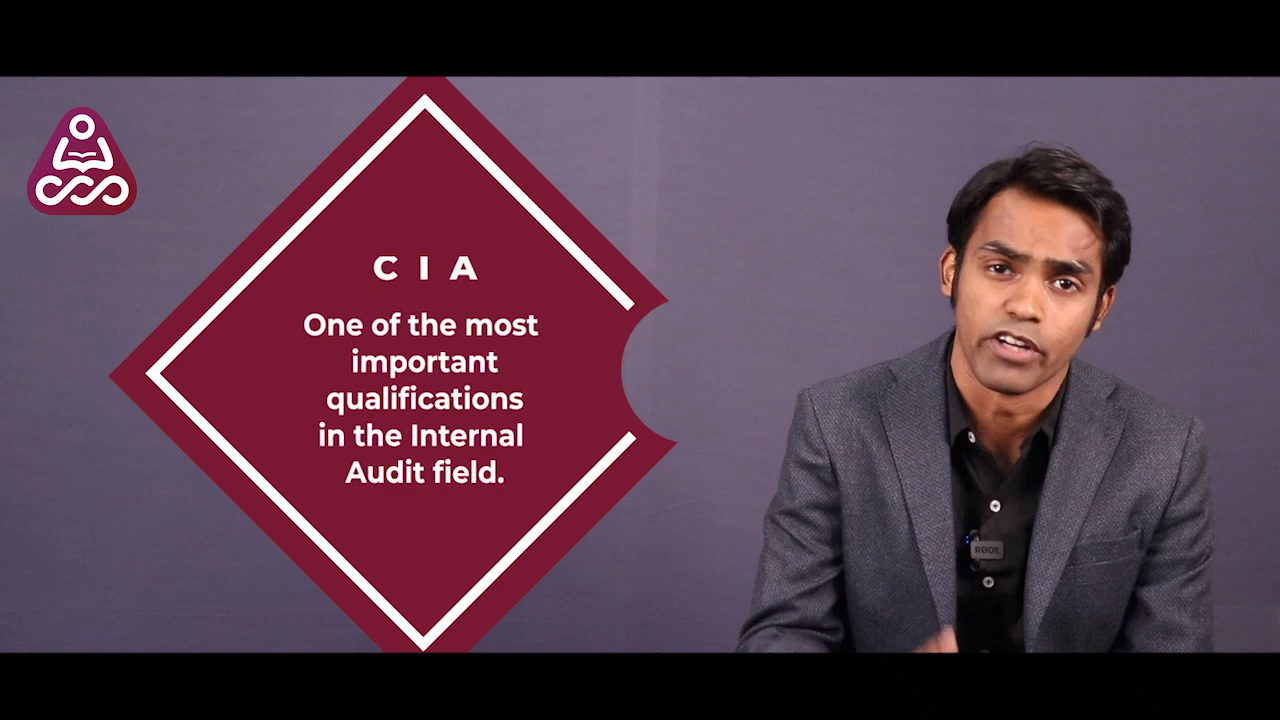 C I A
One of the most
important
qualifications
in the Internal
Audit field.
RØDE